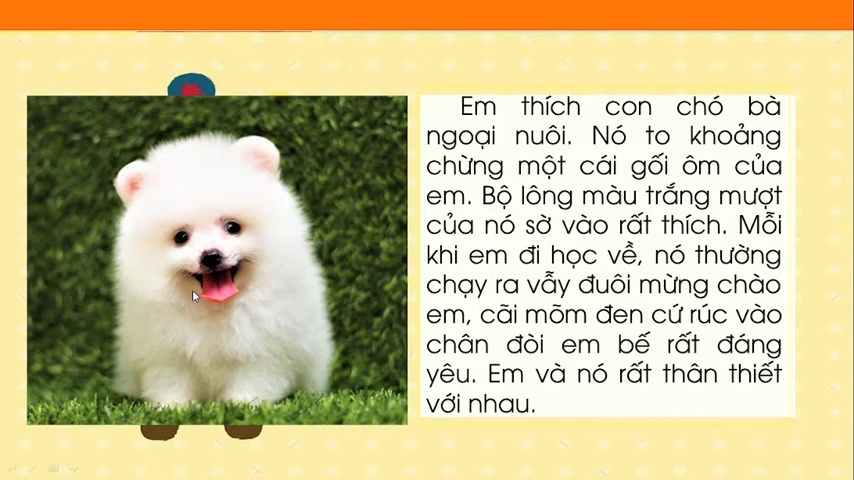 Em thích con chó bà
ngoại nuôi. Nó to khoảng
chừng một cái gối ôm của
em. Bộ lông màu trắng mượt
của nó sờ vào rất thích. Mỗi
khi em đi học về, nó thường
chạy ra vẫy đuôi mừng chào
em, cãi mõm đen cứ rúc vào
chân đòi em bế rất đáng
yêu. Em và nó rất thân thiết
với nhau.